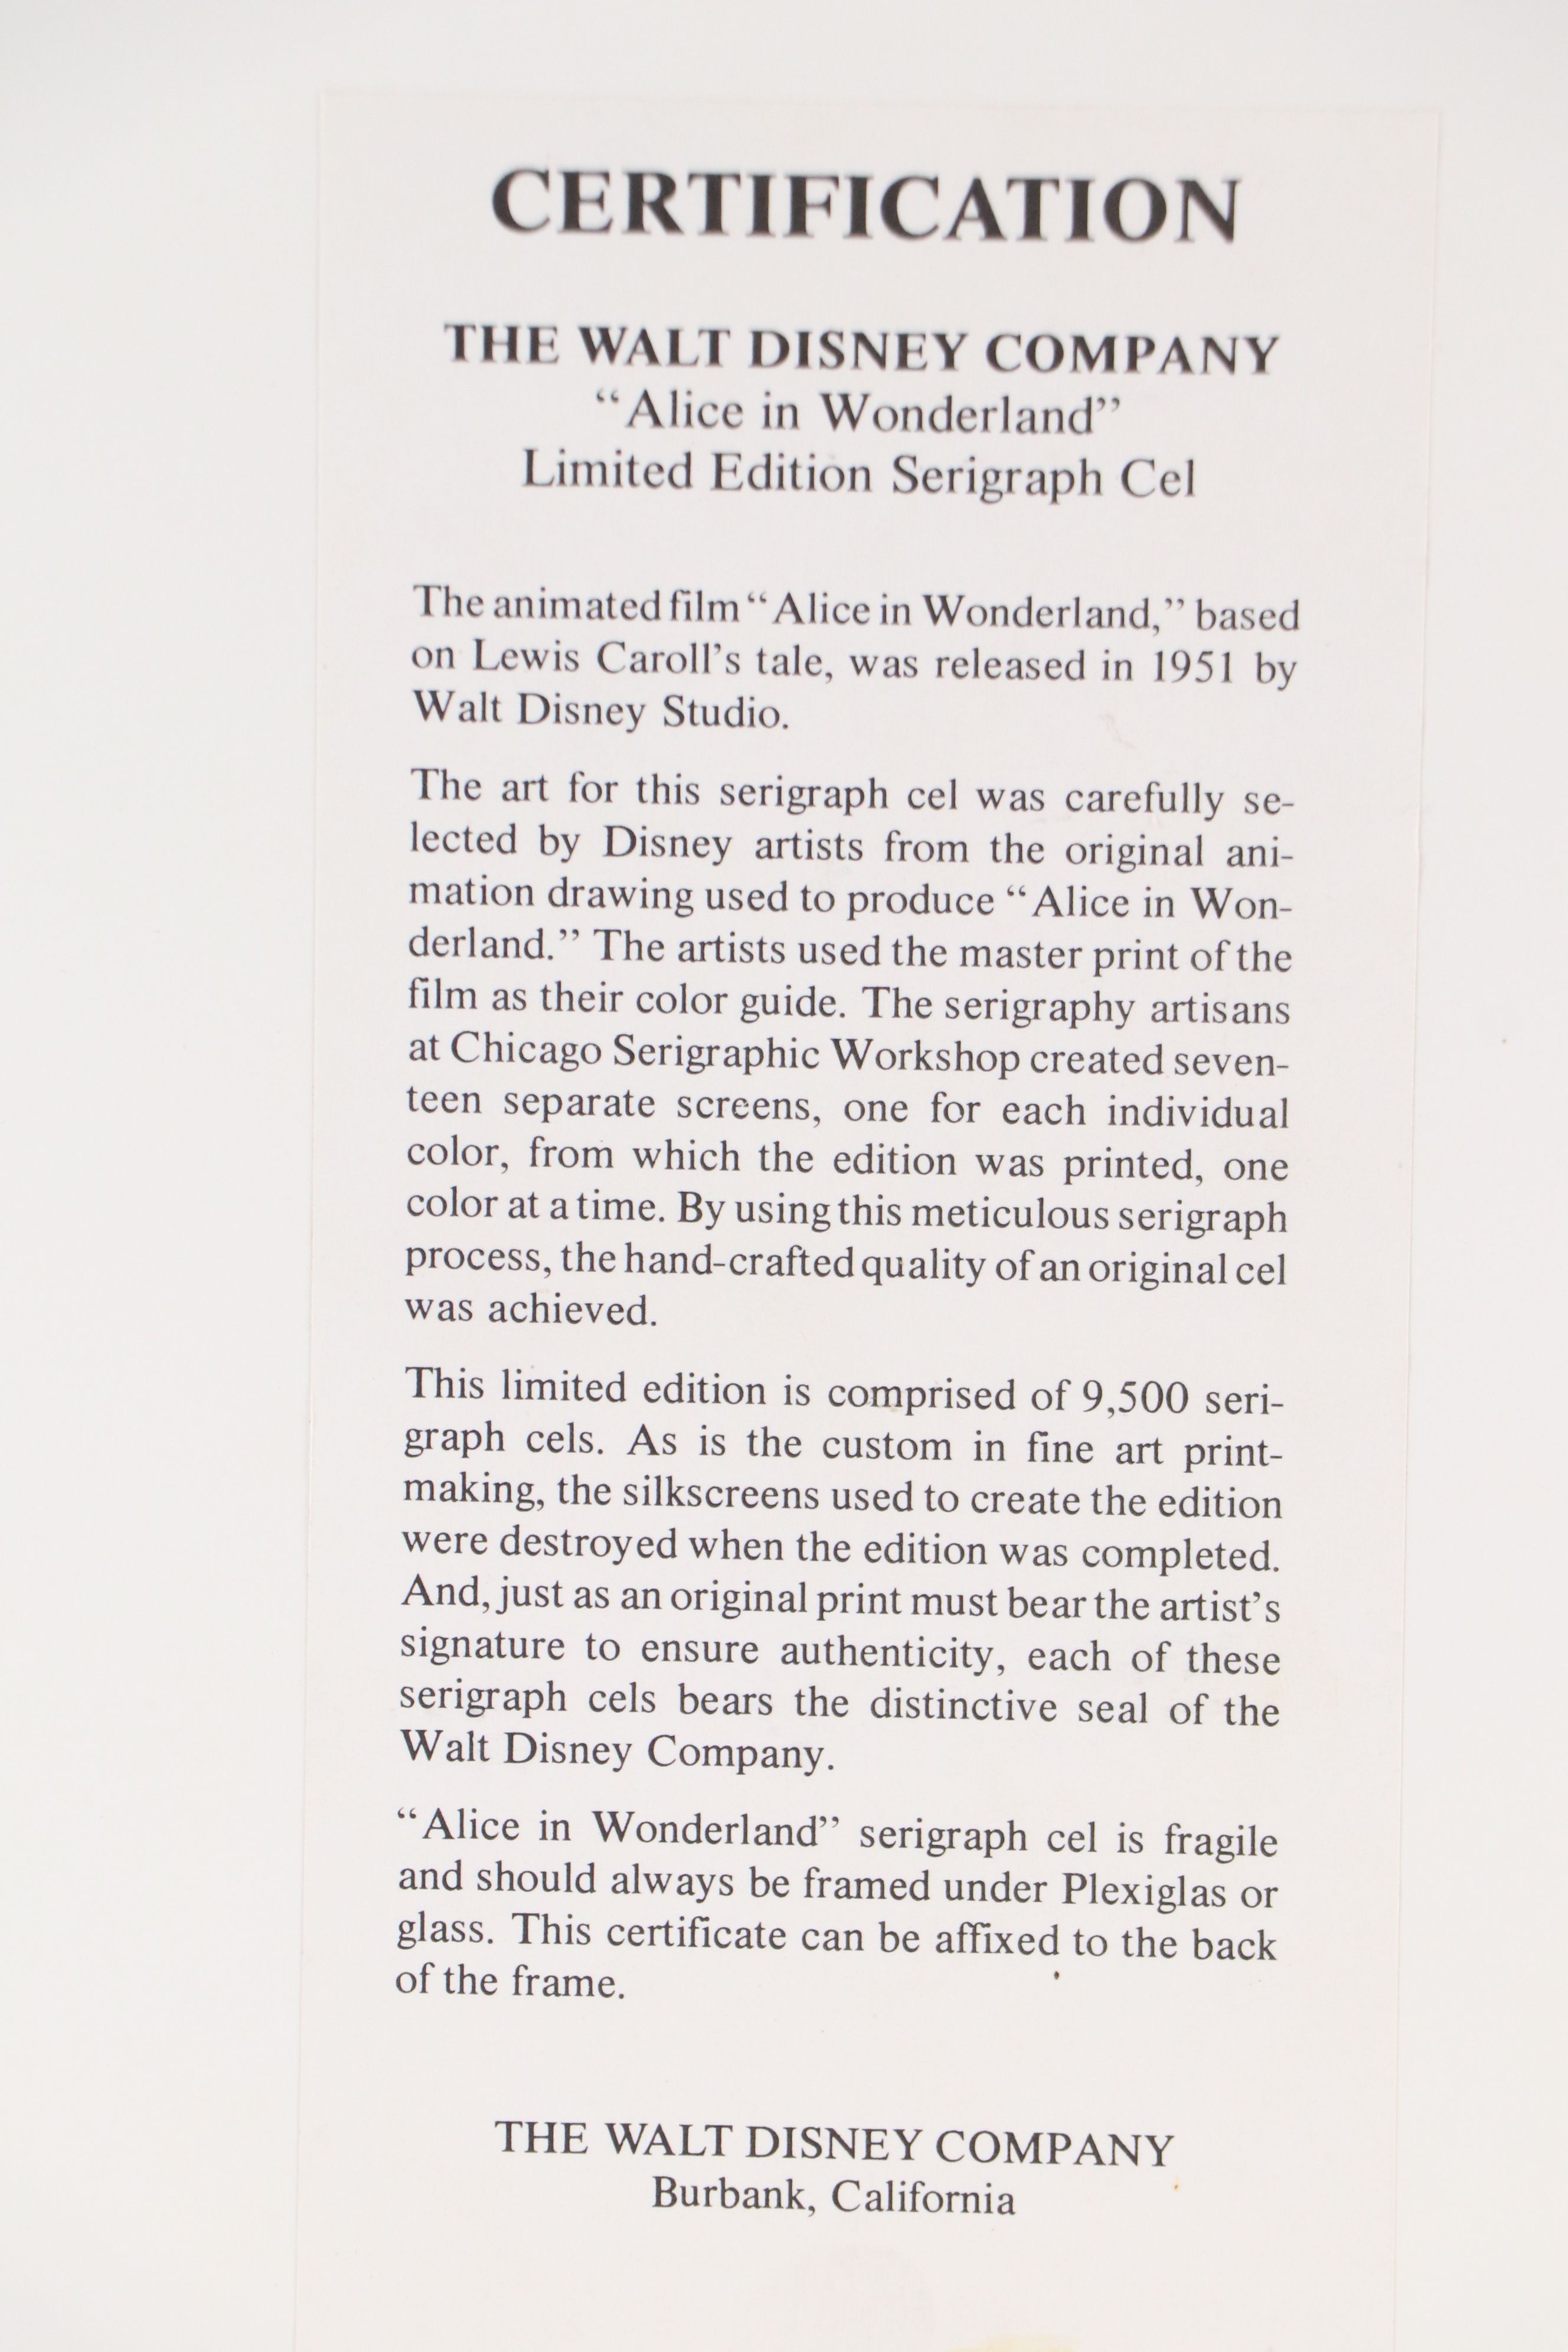 CERTIFICATION
THE WALT DISNEY COMPANY
“Alice in Wonderland”
Limited Edition Serigraph Cel
The animated film “Alice in Wonderland,” based
on Lewis Caroll’s tale, was released in 1951 by
Walt Disney Studio.
The art for this serigraph cel was carefully se-
lected by Disney artists from the original ani-
mation drawing used to produce “Alice in Won-
derland.” The artists used the master print of the
film as their color guide. The serigraphy artisans
at Chicago Serigraphic Workshop created seven-
teen separate screens, one for each individual
color, from which the edition was printed, one
color at a time. By using this meticulous serigraph
process, the hand-crafted quality of an original cel
was achieved.
This limited edition is comprised of 9,500 seri-
graph cels. As is the custom in fine art print-
making, the silkscreens used to create the edition
were destroyed when the edition was completed.
And, just as an original print must bear the artist’s
signature to ensure authenticity, each of these
serigraph cels bears the distinctive seal of the
Walt Disney Company.
“Alice in Wonderland” serigraph cel is fragile
and should always be framed under Plexiglas or
glass. This certificate can be affixed to the back
of the frame.
THE WALT DISNEY COMPANY
Burbank, California